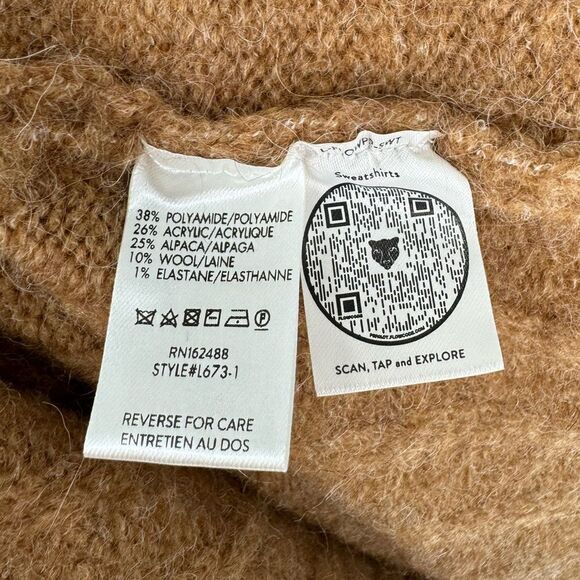 38% POLYAMIDE/POLYAMIDE
26% ACRYLIC/ACRYLIQUE
25% ALPACA/ALPAGA
10% WOOL/LAINE
1% ELASTANE/ELASTHANNE
RN162488
STYLE#L673-1
REVERSE FOR CARE
ENTRETIEN AU DOS
Sweatshirts
FLOWCODE
SCAN, TAP and EXPLORE